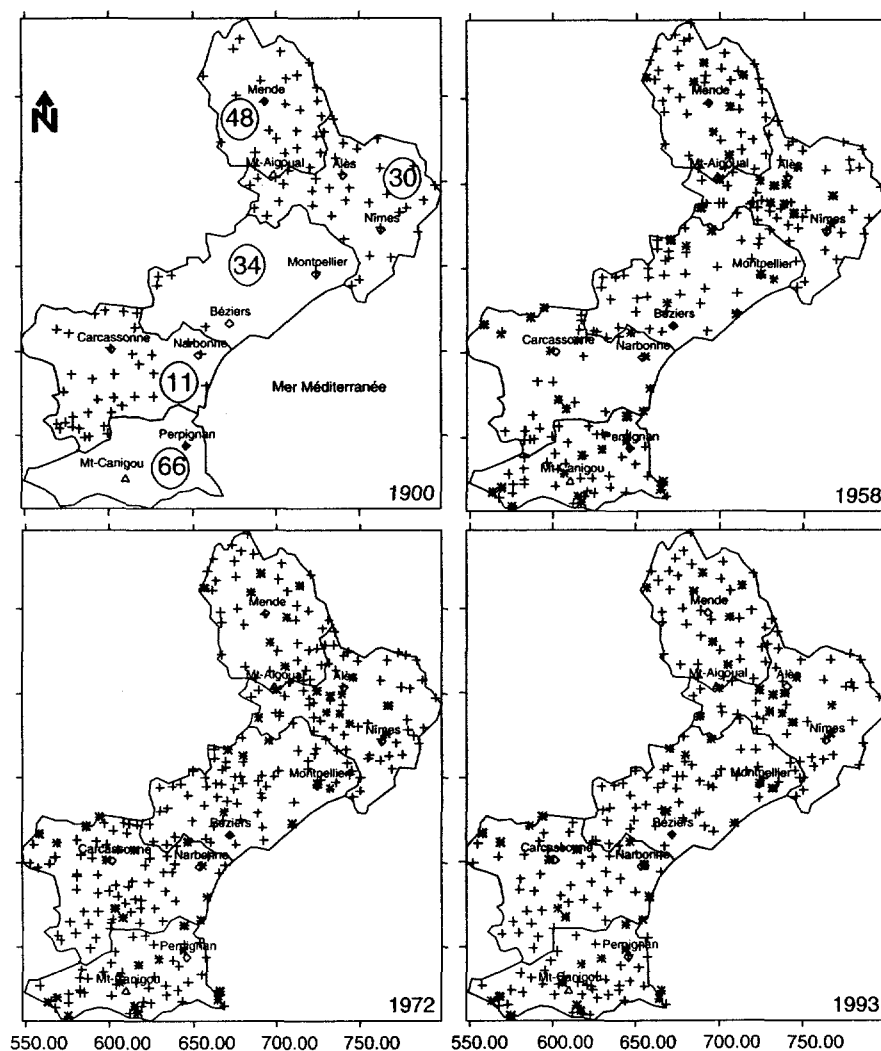 N
Mende
48
Mt-Aigoual
Alès
30
Nîmes
34
Montpellier
Béziers
Carcassonne
Narbonne
11
Mer Méditerranée
Perpignan
Mt-Canigou
66
1900
Mende
Mt-Aigoual
Alès
Nîmes
Montpellier
Béziers
Carcassonne
Narbonne
Perpignan
Mt-Canigou
1958
Mende
Mt-Aigoual
Alès
Nîmes
Montpellier
Béziers
Carcassonne
Narbonne
Perpignan
Mt-Canigou
1972
550.00 600.00 650.00 700.00 750.00
Mende
Mt-Aigoual
Alès
Nîmes
Montpellier
Béziers
Carcassonne
Narbonne
Perpignan
Mt-Canigou
1993
550.00 600.00 650.00 700.00 750.00